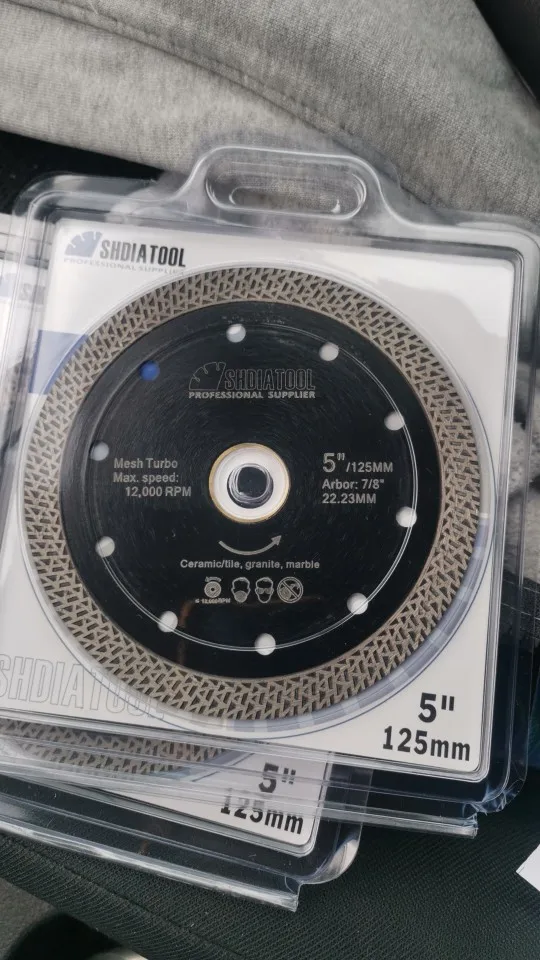 SHDIATOOL
PROFESSIONAL SUPPLIER
SHDIATOOL
PROFESSIONAL SUPPLIER
Mesh Turbo
Max. speed:
12,000 RPM
5"/125MM
Arbor: 7/8"
22.23MM
Ceramic/tile, granite, marble
SHDIATOOL
5"
125mm
5"
125mm